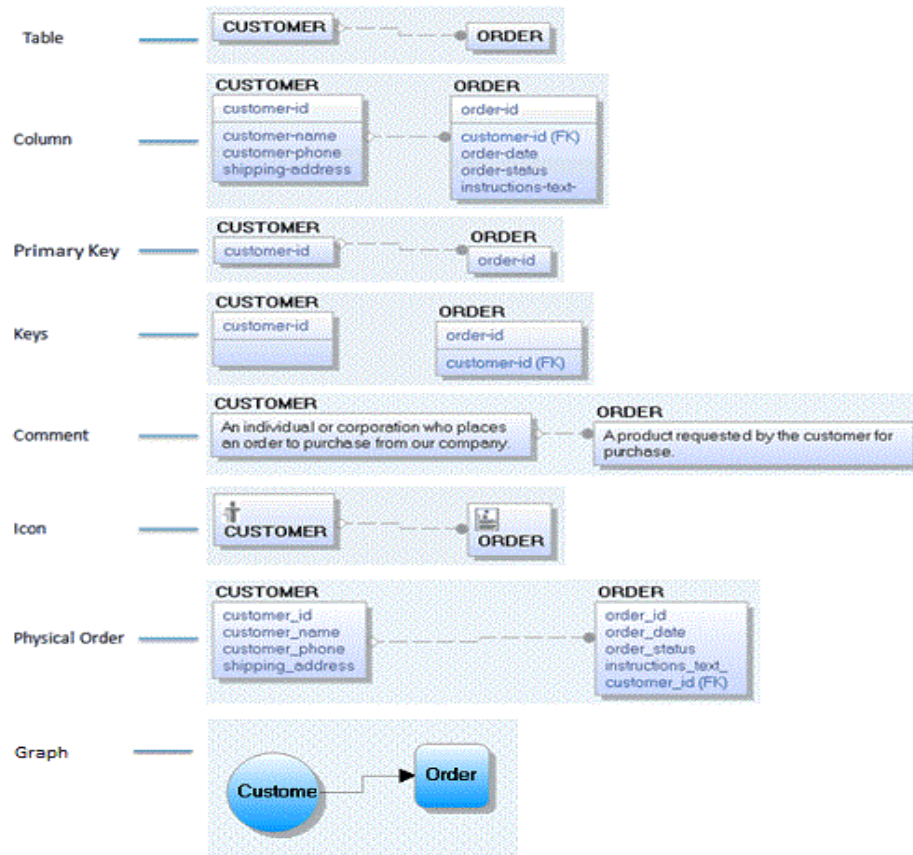 Table
CUSTOMER
ORDER
Column
CUSTOMER
customer-id
customer-name
customer-phone
shipping-address
ORDER
order-id
customer-id (FK)
order-date
order-status
instructions-text-
Primary Key
CUSTOMER
customer-id
ORDER
order-id
Keys
CUSTOMER
customer-id
ORDER
order-id
customer-id (FK)
Comment
CUSTOMER
An individual or corporation who places
an order to purchase from our company.
ORDER
A product requested by the customer for
purchase.
Icon
CUSTOMER
ORDER
Physical Order
CUSTOMER
customer_id
customer_name
customer_phone
shipping_address
ORDER
order_id
order_date
order_status
instructions_text_
customer_id (FK)
Graph
Custome
Order